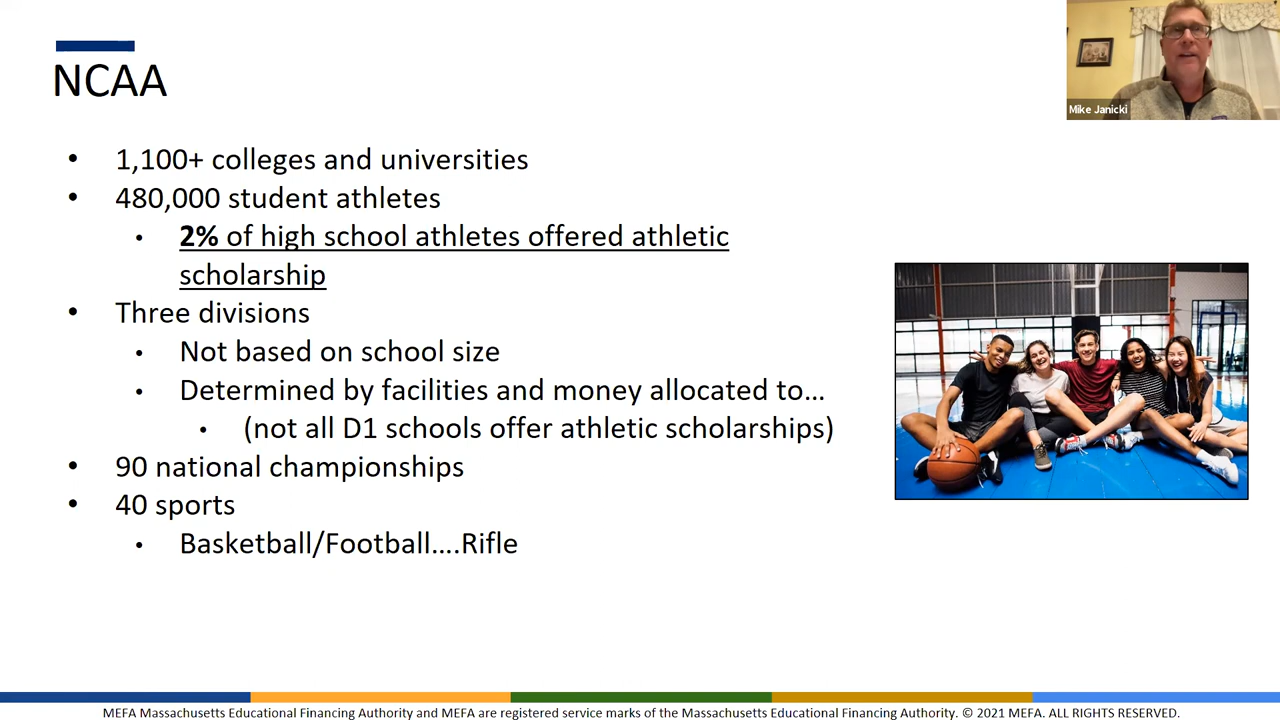 NCAA
Mike Janicki
• 1,100+ colleges and universities
• 480,000 student athletes
• 2% of high school athletes offered athletic
scholarship
• Three divisions
• Not based on school size
• Determined by facilities and money allocated to…
• (not all D1 schools offer athletic scholarships)
• 90 national championships
• 40 sports
• Basketball/Football….Rifle
MEFA Massachusetts Educational Financing Authority and MEFA are registered service marks of the Massachusetts Educational Financing Authority. © 2021 MEFA. ALL RIGHTS RESERVED.